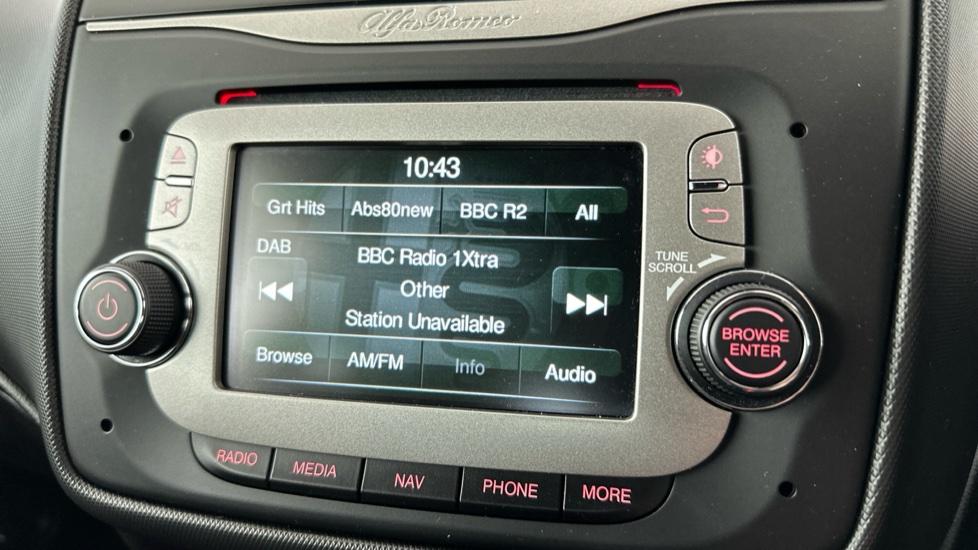 Alfa Romeo
10:43
Grt Hits Abs80new BBC R2 All
DAB
BBC Radio 1Xtra
Other
Station Unavailable
Browse AM/FM Info Audio
TUNE
SCROLL
BROWSE
ENTER
RADIO MEDIA NAV PHONE MORE